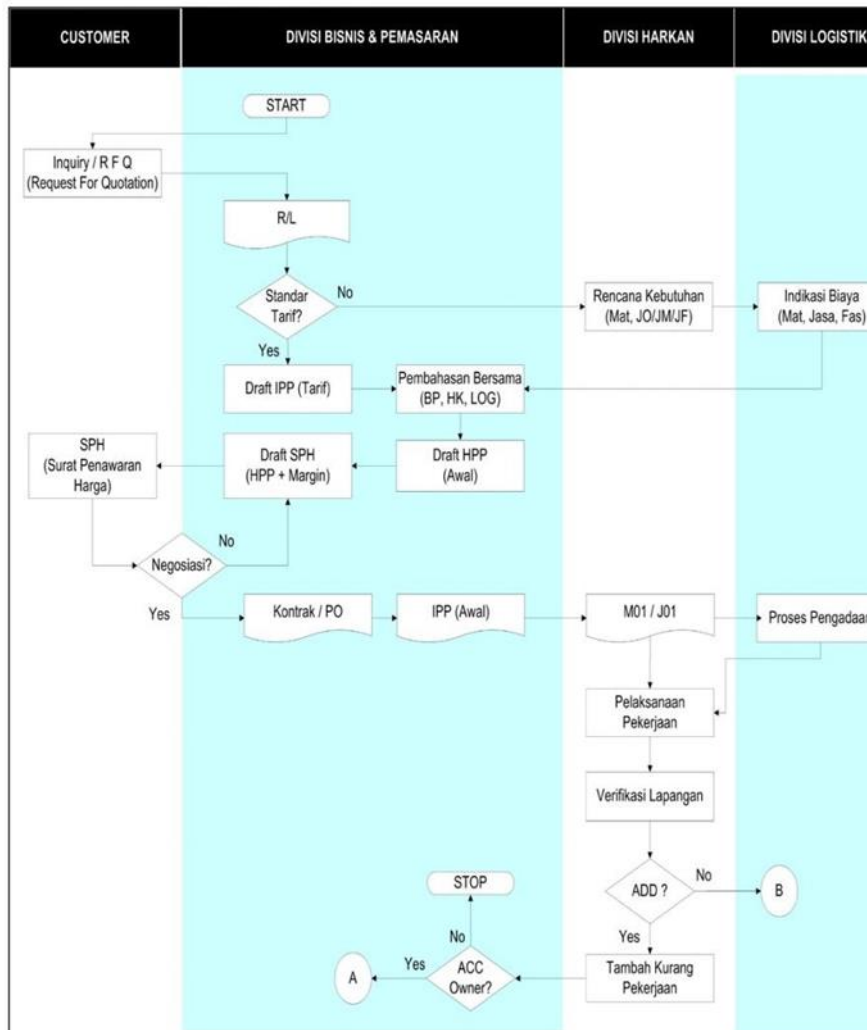 CUSTOMER
DIVISI BISNIS & PEMASARAN
DIVISI HARKAN
DIVISI LOGISTIK
START
Inquiry / R F Q
(Request For Quotation)
R/L
Standar
Tarif?
No
Rencana Kebutuhan
(Mat, JO/JM/JF)
Indikasi Biaya
(Mat, Jasa, Fas)
Yes
Draft IPP (Tarif)
Pembahasan Bersama
(BP, HK, LOG)
SPH
(Surat Penawaran
Harga)
Draft SPH
(HPP + Margin)
Draft HPP
(Awal)
Negosiasi?
No
Yes
Kontrak / PO
IPP (Awal)
M01 / J01
Proses Pengadaan
Pelaksanaan
Pekerjaan
Verifikasi Lapangan
ADD ?
No
B
Yes
STOP
No
Tambah Kurang
Pekerjaan
ACC
Owner?
Yes
A